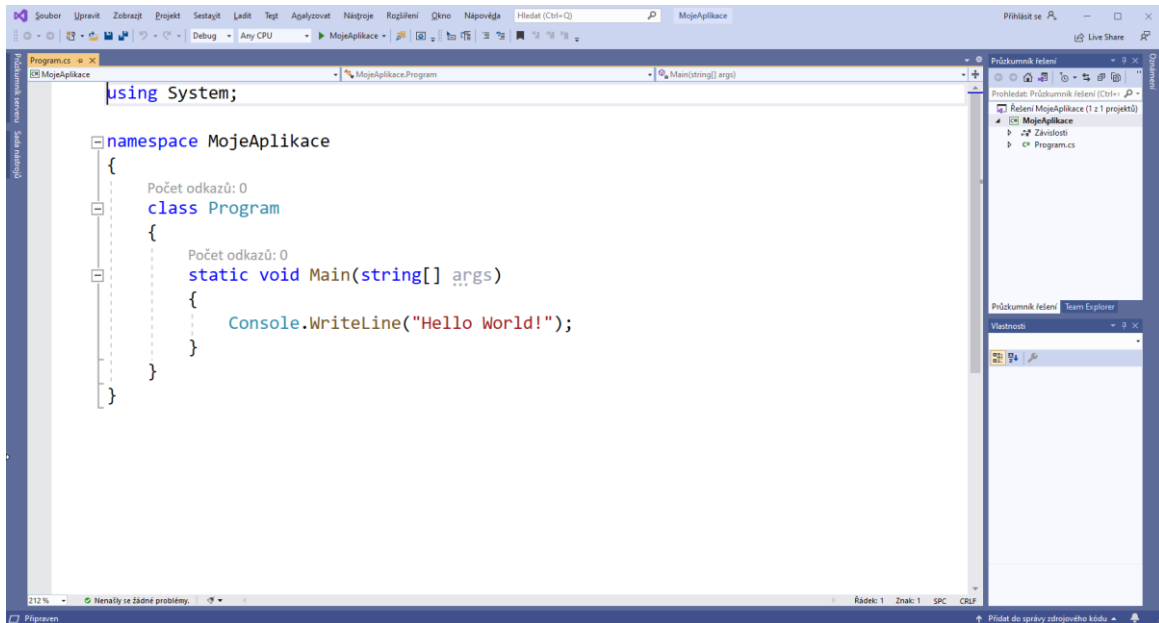 Soubor Upravit Zobrazit Projekt Sestavit Ladit Test Analyzovat Nástroje Rozšíření Okno Nápověda Hledat (Ctrl+Q) MojeAplikace Přihlásit se
Debug Any CPU MojeAplikace Live Share
Průzkumník serveru
Sada nástrojů
Program.cs
MojeAplikace MojeAplikace.Program Main(string[] args)
using System;
namespace MojeAplikace
{
Počet odkazů: 0
class Program
{
Počet odkazů: 0
static void Main(string[] args)
{
Console.WriteLine("Hello World!");
}
}
}
212 % Nenašly se žádné problémy. Řádek: 1 Znak: 1 SPC CRLF
Průzkumník řešení
Prohledat: Průzkumník řešení (Ctrl+
Řešení MojeAplikace (1 z 1 projektů)
MojeAplikace
Závislosti
C# Program.cs
Průzkumník řešení Team Explorer
Vlastnosti
Oznámení
Připraven Přidat do správy zdrojového kódu